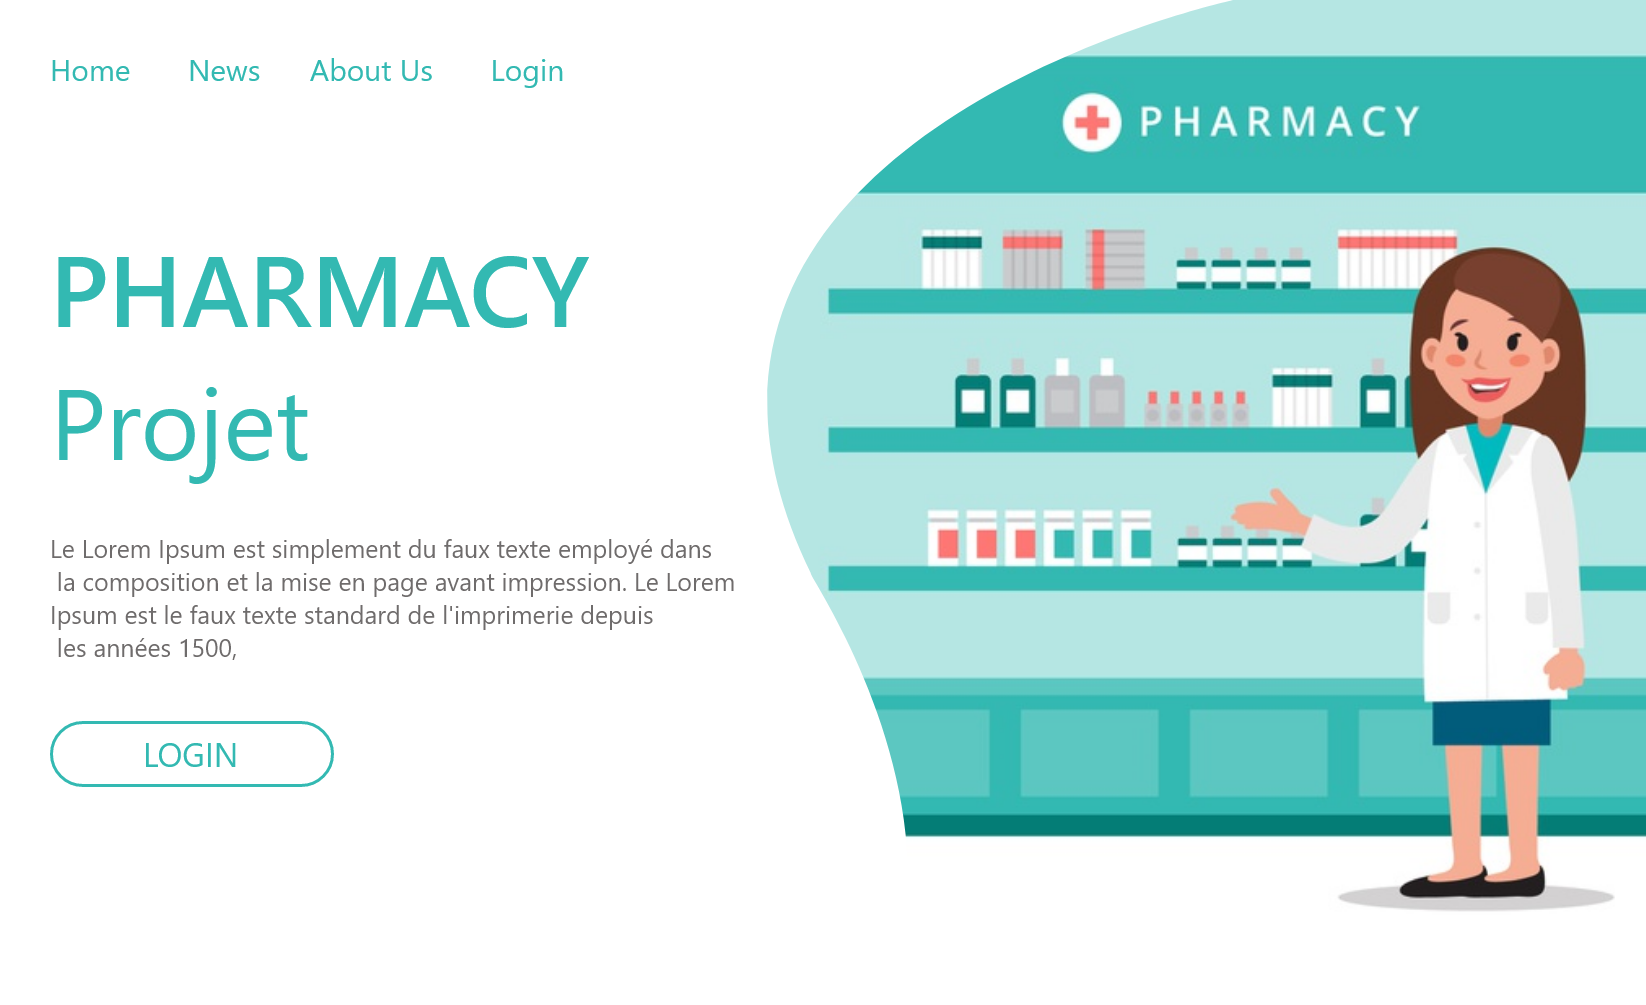 Home News About Us Login
PHARMACY
PHARMACY
Projet
Le Lorem Ipsum est simplement du faux texte employé dans
la composition et la mise en page avant impression. Le Lorem
Ipsum est le faux texte standard de l'imprimerie depuis
les années 1500,
LOGIN